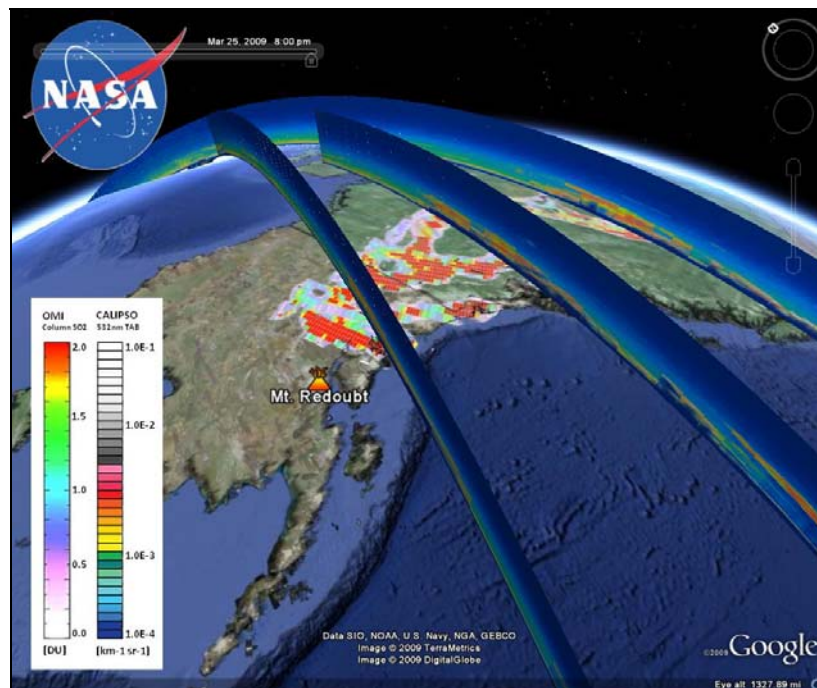 Mar 25, 2009 8:00 pm
NASA
OMI
Column SO2
CALIPSO
532nm TAB
2.0
1.0E-1
1.5
1.0E-2
1.0
0.5
1.0E-3
0.0
1.0E-4
[DU]
[km-1 sr-1]
Mt. Redoubt
Data SIO, NOAA, U.S. Navy, NGA, GEBCO
Image © 2009 TerraMetrics
Image © 2009 DigitalGlobe
©2009 Google
Eye alt 1327.89 mi
N